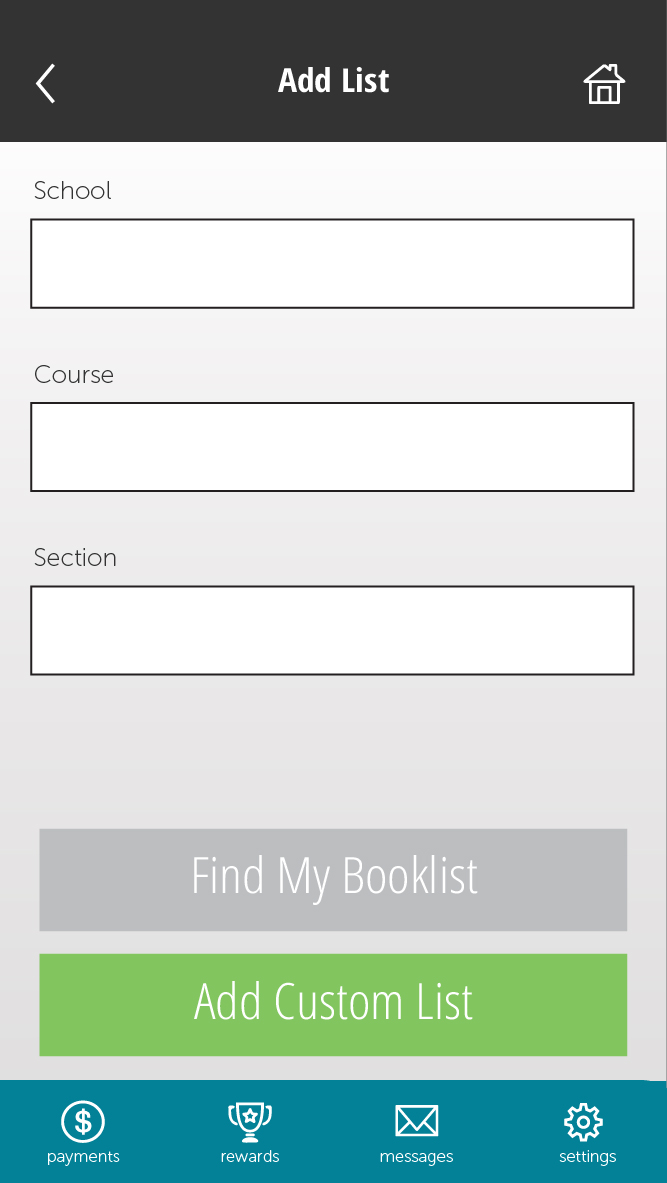 Add List
School
Course
Section
Find My Booklist
Add Custom List
payments
rewards
messages
settings